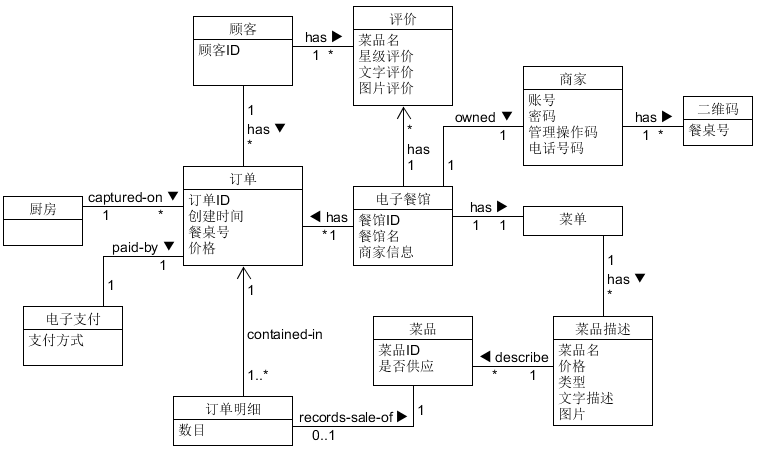 顾客
顾客ID
has ▶
1
*
评价
菜品名
星级评价
文字评价
图片评价
商家
账号
密码
管理操作码
电话号码
owned ▼
1
1
has ▶
1
*
二维码
餐桌号
1
has ▼
*
*
has
1
订单
订单ID
创建时间
餐桌号
价格
厨房
captured-on ▼
1
*
paid-by ▼
1
1
◀ has
*
1
电子餐馆
餐馆ID
餐馆名
商家信息
has ▶
1
1
菜单
1
has ▼
*
电子支付
支付方式
1
contained-in
1..*
菜品
菜品ID
是否供应
◀ describe
*
1
菜品描述
菜品名
价格
类型
文字描述
图片
订单明细
数目
records-sale-of ▶
0..1
1